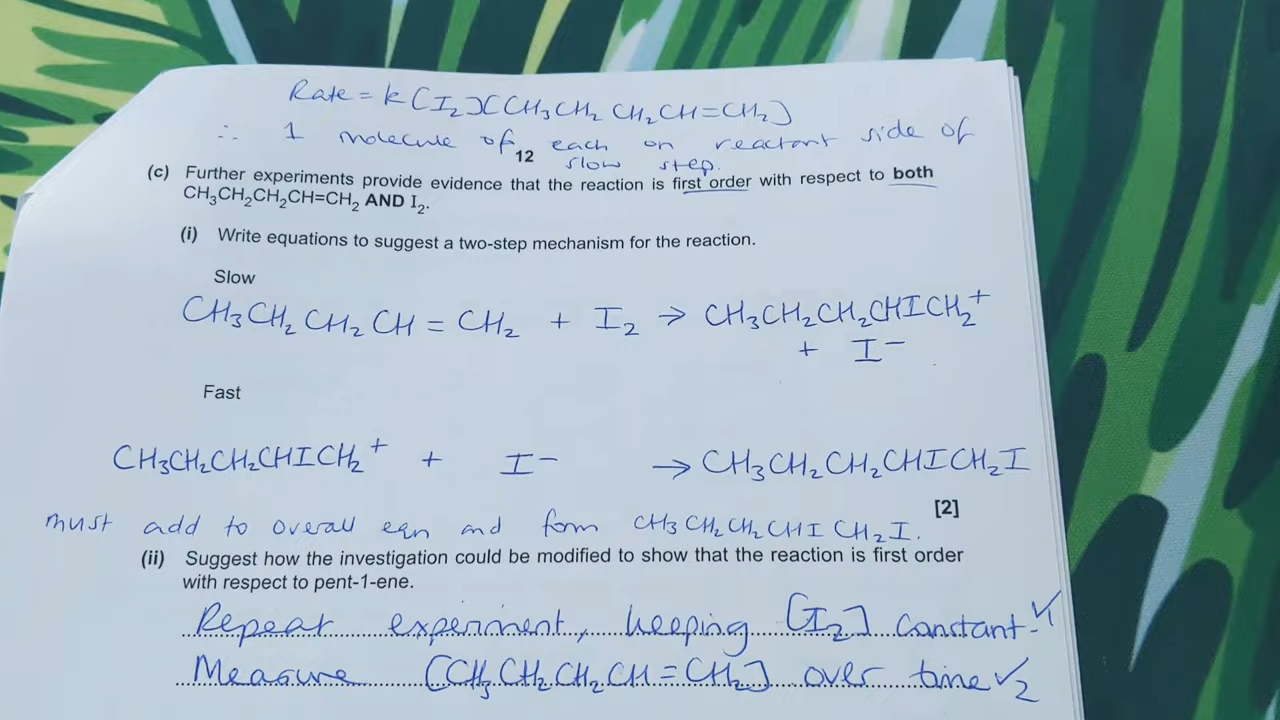 Rate = k[I₂][CH₃CH₂CH₂CH=CH₂]
∴ 1 molecule of each on reactant side of
slow step.
12
(c) Further experiments provide evidence that the reaction is first order with respect to both
CH₃CH₂CH₂CH=CH₂ AND I₂.
(i) Write equations to suggest a two-step mechanism for the reaction.
Slow
CH₃CH₂CH₂CH=CH₂ + I₂ → CH₃CH₂CH₂CHICH₂⁺
+ I⁻
Fast
CH₃CH₂CH₂CHICH₂⁺ + I⁻ → CH₃CH₂CH₂CHICH₂I
[2]
must add to overall eqn and form CH₃CH₂CH₂CHICH₂I.
(ii) Suggest how the investigation could be modified to show that the reaction is first order
with respect to pent-1-ene.
Repeat experiment, keeping [I₂] constant. ✓
Measure [CH₃CH₂CH₂CH=CH₂] over time ✓2